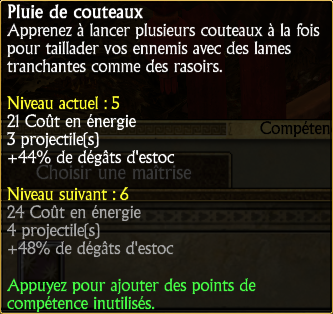 Pluie de couteaux
Apprenez à lancer plusieurs couteaux à la fois
pour taillader vos ennemis avec des lames
tranchantes comme des rasoirs.
Niveau actuel : 5
21 Coût en énergie
3 projectile(s)
Compéten
+44% de dégâts d'estoc
Choisir une maîtrise
Niveau suivant : 6
24 Coût en énergie
4 projectile(s)
+48% de dégâts d'estoc
Appuyez pour ajouter des points de
compétence inutilisés.